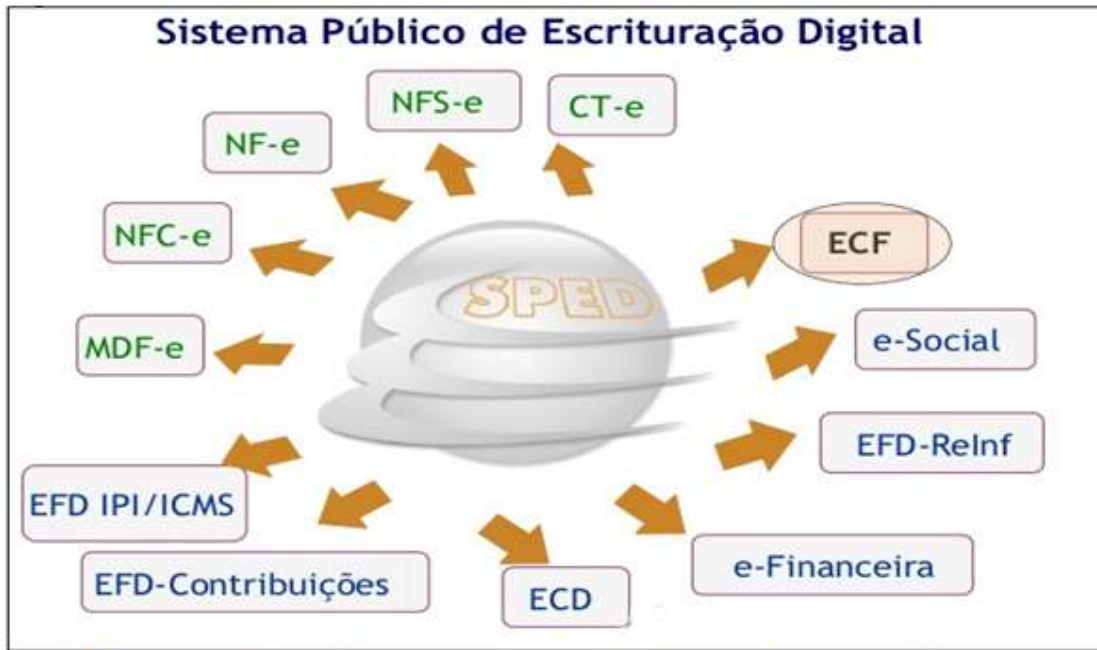 Sistema Público de Escrituração Digital
NFS-e
CT-e
NF-e
NFC-e
ECF
SPED
MDF-e
e-Social
EFD-ReInf
EFD IPI/ICMS
e-Financeira
EFD-Contribuições
ECD